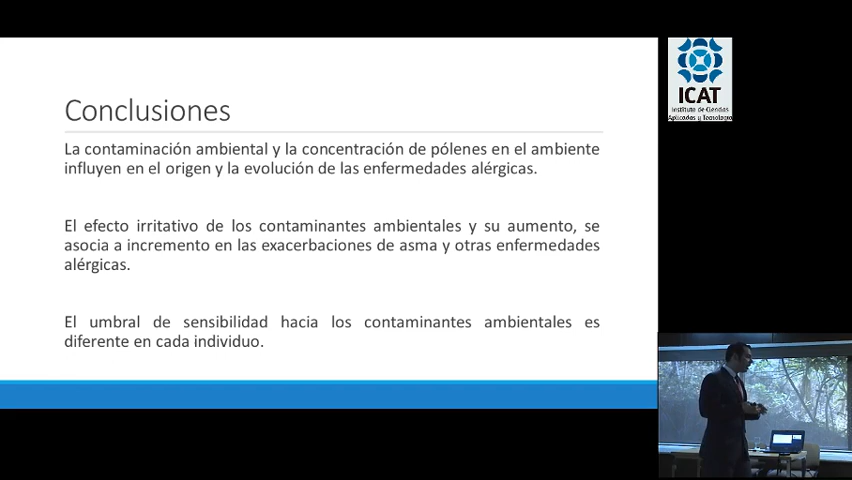 Conclusiones
La contaminación ambiental y la concentración de pólenes en el ambiente
influyen en el origen y la evolución de las enfermedades alérgicas.
El efecto irritativo de los contaminantes ambientales y su aumento, se
asocia a incremento en las exacerbaciones de asma y otras enfermedades
alérgicas.
El umbral de sensibilidad hacia los contaminantes ambientales es
diferente en cada individuo.
ICAT
Instituto de Ciencias
Aplicadas y Tecnología